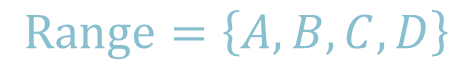 Range = {A, B, C, D}